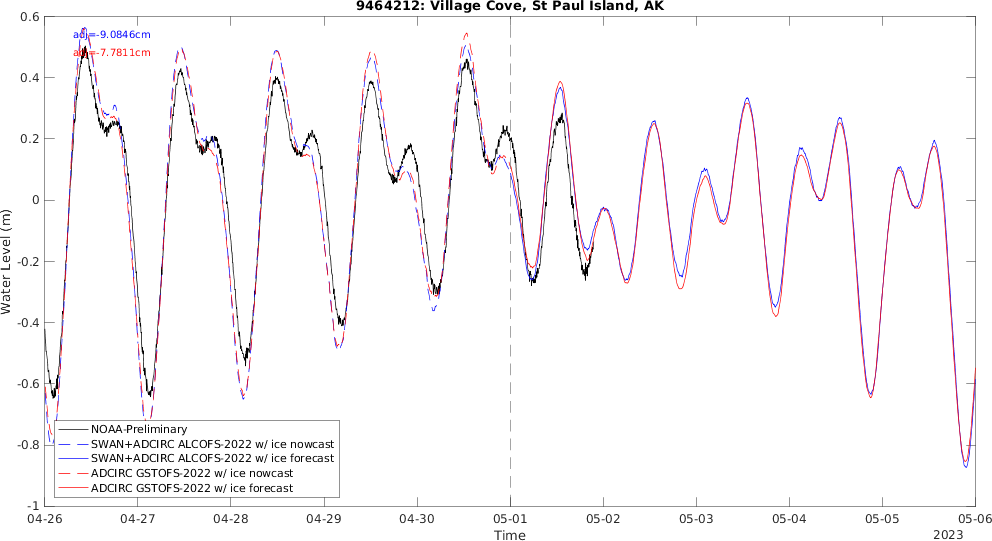 9464212: Village Cove, St Paul Island, AK
adj=-9.0846cm
adj=-7.7811cm
Water Level (m)
0.6
0.4
0.2
0
-0.2
-0.4
-0.6
-0.8
-1
NOAA-Preliminary
SWAN+ADCIRC ALCOFS-2022 w/ ice nowcast
SWAN+ADCIRC ALCOFS-2022 w/ ice forecast
ADCIRC GSTOFS-2022 w/ ice nowcast
ADCIRC GSTOFS-2022 w/ ice forecast
04-26 04-27 04-28 04-29 04-30 05-01 05-02 05-03 05-04 05-05 05-06
Time
2023